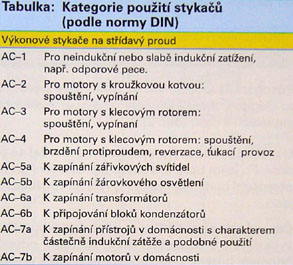 Tabulka: Kategorie použití stykačů
(podle normy DIN)
Výkonové stykače na střídavý proud
AC–1 Pro neindukční nebo slabě indukční zatížení,
např. odporové pece.
AC–2 Pro motory s kroužkovou kotvou:
spouštění, vypínání
AC–3 Pro motory s klecovým rotorem:
spouštění, vypínaní
AC–4 Pro motory s klecovým rotorem: spouštění,
brzdění protiproudem, reverzace, ťukací provoz
AC–5a K zapínání zářivkových svítidel
AC–5b K zapínání žárovkového osvětlení
AC–6a K zapínání transformátorů
AC–6b K připojování bloků kondenzátorů
AC–7a K zapínání přístrojů v domácnosti s charakterem
částečně indukční zátěže a podobné použití
AC–7b K zapínání motorů v domácnosti